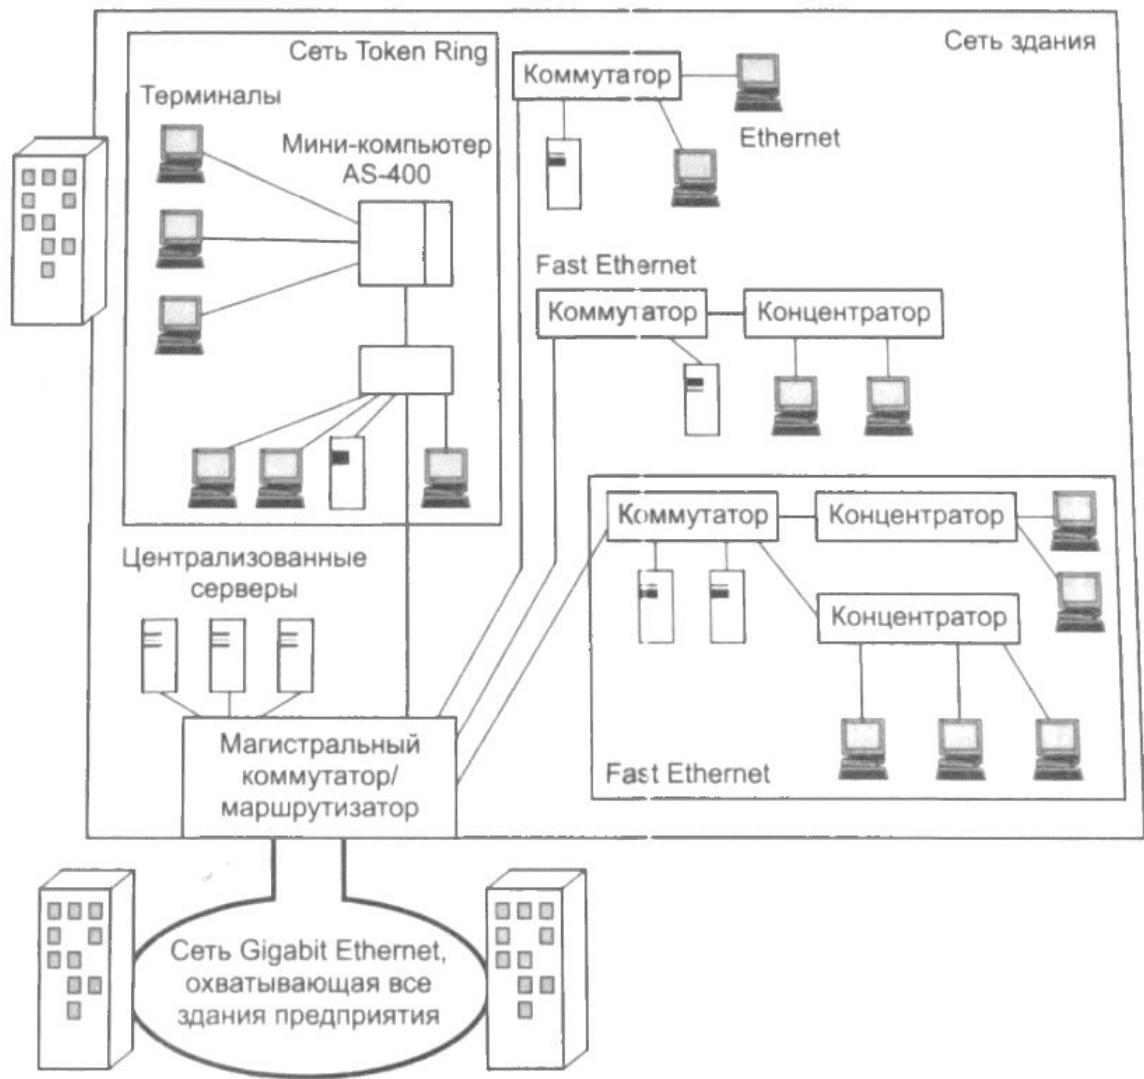 Сеть здания
Сеть Token Ring
Терминалы
Мини-компьютер
AS-400
Коммутатор
Ethernet
Fast Ethernet
Коммутатор
Концентратор
Коммутатор
Концентратор
Концентратор
Fast Ethernet
Централизованные
серверы
Магистральный
коммутатор/
маршрутизатор
Сеть Gigabit Ethernet,
охватывающая все
здания предприятия